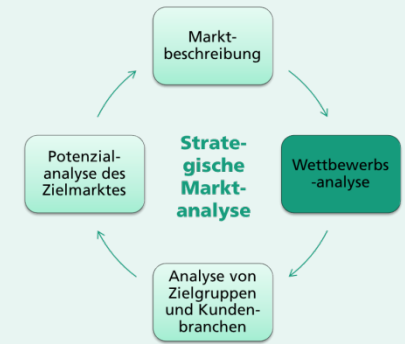 Markt-
beschreibung
Potenzial-
analyse des
Zielmarktes
Strate-
gische
Markt-
analyse
Wettbewerbs
-analyse
Analyse von
Zielgruppen
und Kunden-
branchen